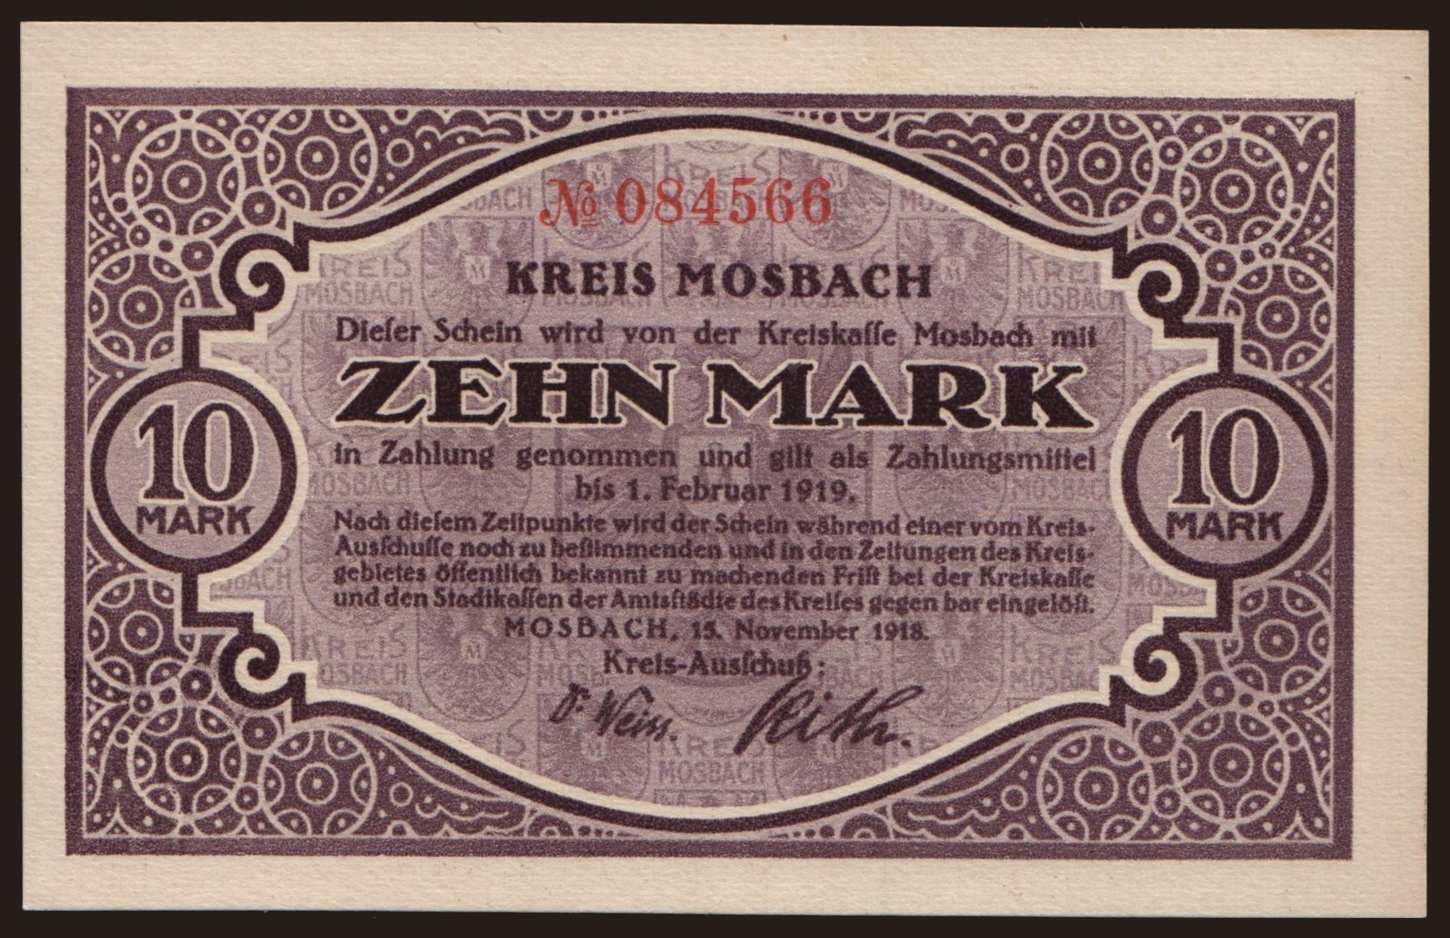 № 084566
KREIS MOSBACH
Dieser Schein wird von der Kreiskasse Mosbach mit
ZEHN MARK
in Zahlung genommen und gilt als Zahlungsmittel
bis 1. Februar 1919.
Nach diesem Zeitpunkte wird der Schein während einer vom Kreis-
Ausschusse noch zu bestimmenden und in den Zeitungen des Kreis-
gebietes öffentlich bekannt zu machenden Frist bei der Kreiskasse
und den Stadtkassen der Amtsstädte des Kreises gegen bar eingelöst.
MOSBACH, 15. November 1918.
Kreis-Ausschuß:
Dr Weiss.
10
MARK
10
MARK